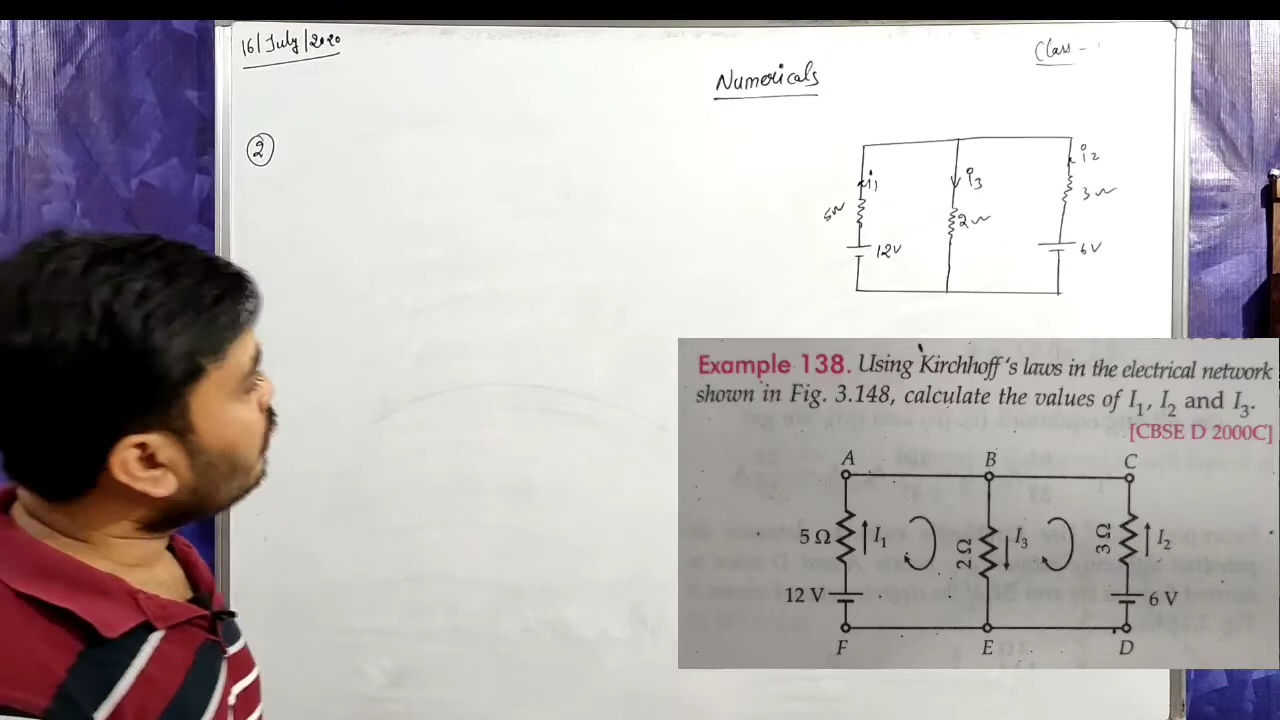 16/July/2020
Class -
Numericals
2
i1
i3
i2
5Ω
2Ω
3Ω
12V
6V
Example 138. Using Kirchhoff's laws in the electrical network
shown in Fig. 3.148, calculate the values of I₁, I₂ and I₃.
[CBSE D 2000C]
A B C
5 Ω I₁ 2 Ω I₃ 3 Ω I₂
12 V 6 V
F E D